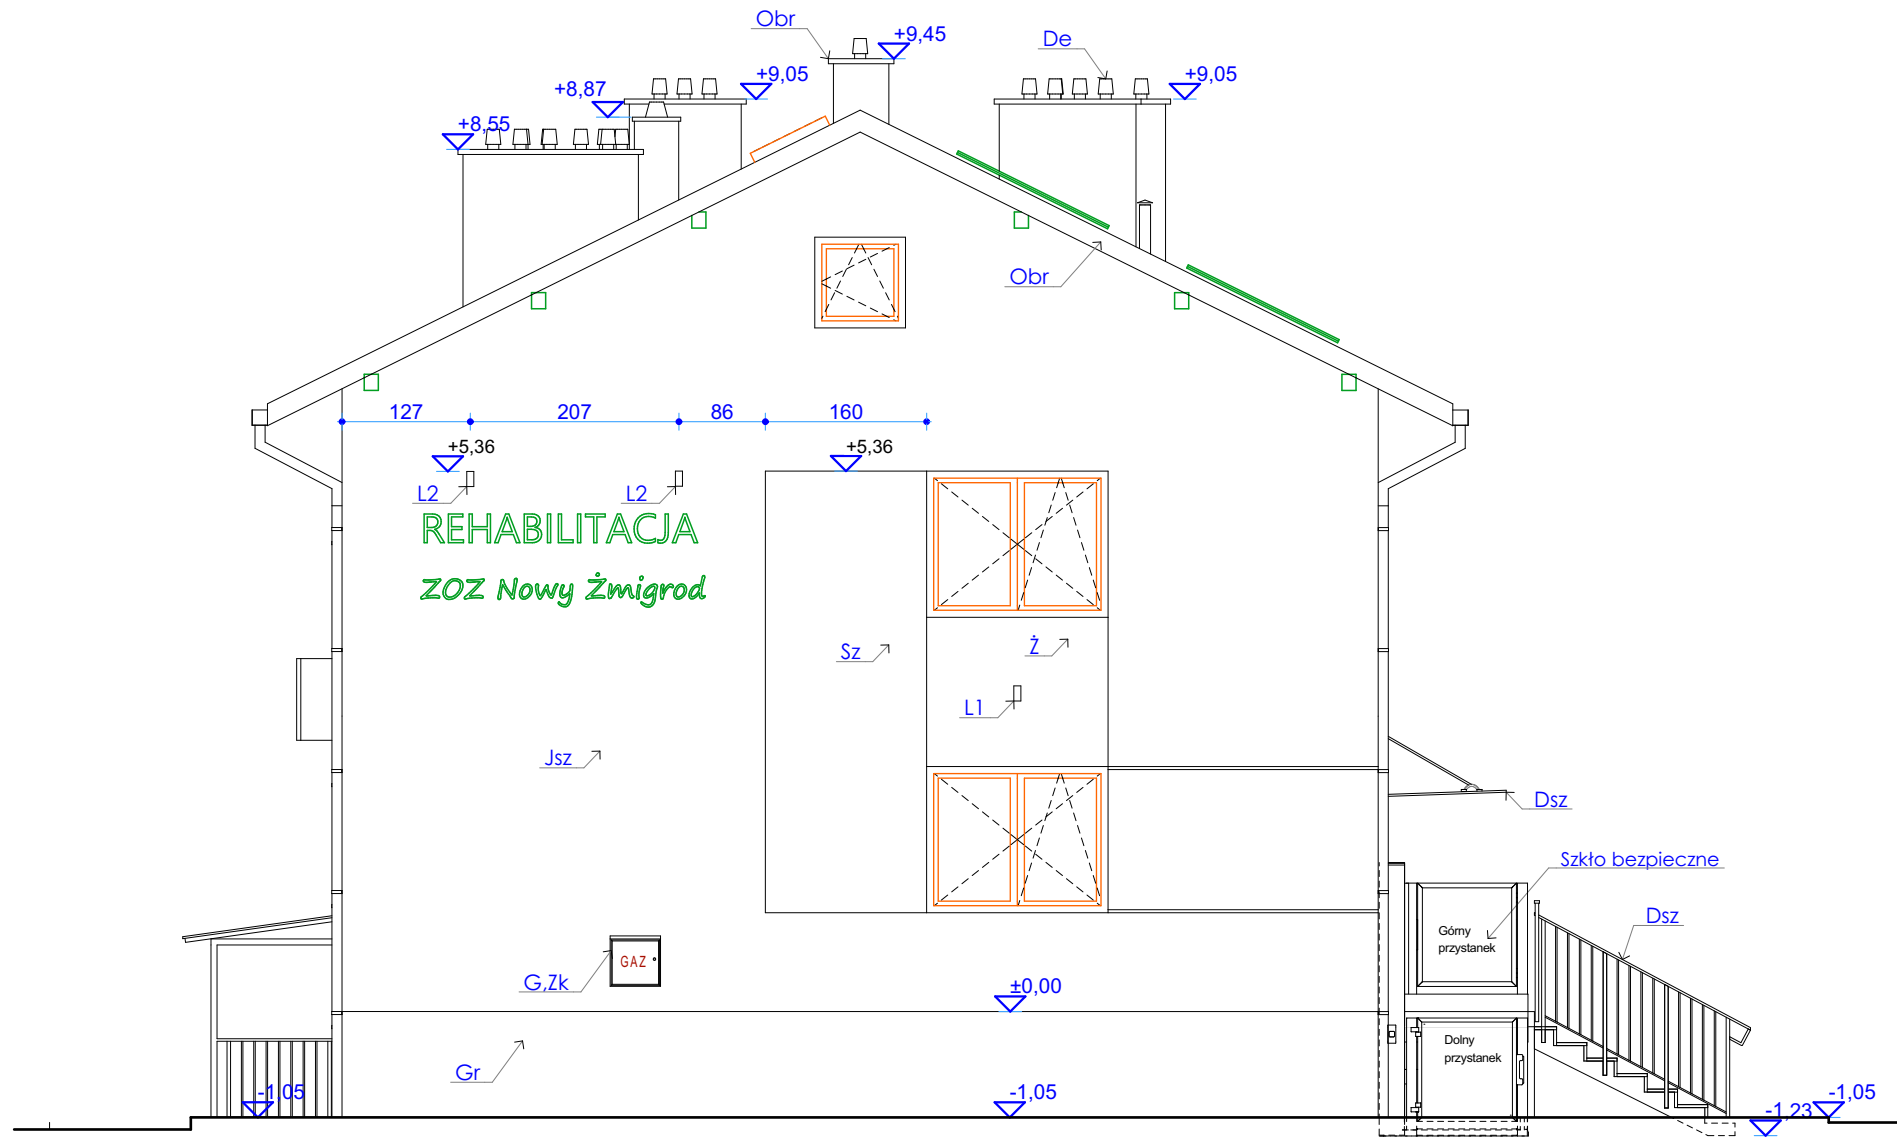 Obr
+9,45
De
+9,05
+9,05
+8,87
+8,55
Obr
127
207
86
160
+5,36
+5,36
L2
L2
REHABILITACJA
ZOZ Nowy Żmigrod
Sz
Ż
L1
Jsz
Dsz
Szkło bezpieczne
Dsz
Górny
przystanek
GAZ
G,Zk
±0,00
Dolny
przystanek
Gr
-1,05
-1,05
-1,05
-1,23